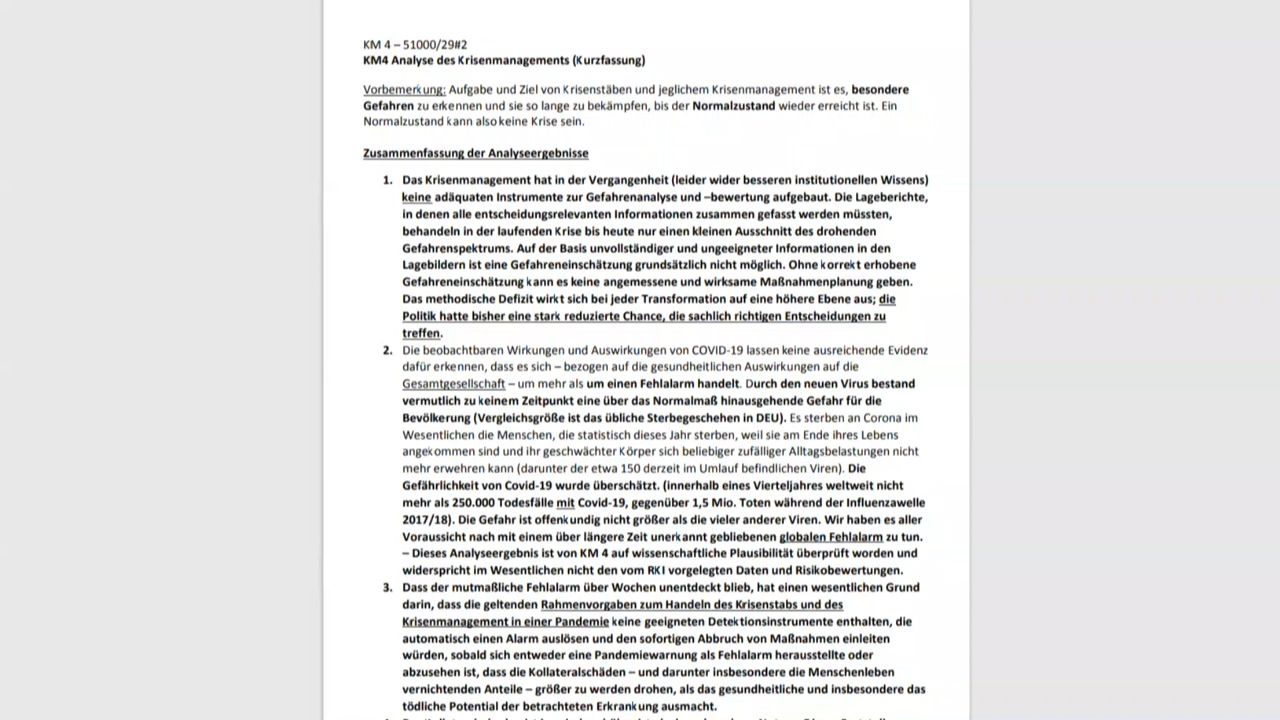 KM 4 – 51000/29#2
KM4 Analyse des Krisenmanagements (Kurzfassung)
Vorbemerkung: Aufgabe und Ziel von Krisenstäben und jeglichem Krisenmanagement ist es, besondere
Gefahren zu erkennen und sie so lange zu bekämpfen, bis der Normalzustand wieder erreicht ist. Ein
Normalzustand kann also keine Krise sein.
Zusammenfassung der Analyseergebnisse
1. Das Krisenmanagement hat in der Vergangenheit (leider wider besseren institutionellen Wissens)
keine adäquaten Instrumente zur Gefahrenanalyse und –bewertung aufgebaut. Die Lageberichte,
in denen alle entscheidungsrelevanten Informationen zusammen gefasst werden müssten,
behandeln in der laufenden Krise bis heute nur einen kleinen Ausschnitt des drohenden
Gefahrenspektrums. Auf der Basis unvollständiger und ungeeigneter Informationen in den
Lagebildern ist eine Gefahreneinschätzung grundsätzlich nicht möglich. Ohne korrekt erhobene
Gefahreneinschätzung kann es keine angemessene und wirksame Maßnahmenplanung geben.
Das methodische Defizit wirkt sich bei jeder Transformation auf eine höhere Ebene aus; die
Politik hatte bisher eine stark reduzierte Chance, die sachlich richtigen Entscheidungen zu
treffen.
2. Die beobachtbaren Wirkungen und Auswirkungen von COVID-19 lassen keine ausreichende Evidenz
dafür erkennen, dass es sich – bezogen auf die gesundheitlichen Auswirkungen auf die
Gesamtgesellschaft – um mehr als um einen Fehlalarm handelt. Durch den neuen Virus bestand
vermutlich zu keinem Zeitpunkt eine über das Normalmaß hinausgehende Gefahr für die
Bevölkerung (Vergleichsgröße ist das übliche Sterbegeschehen in DEU). Es sterben an Corona im
Wesentlichen die Menschen, die statistisch dieses Jahr sterben, weil sie am Ende ihres Lebens
angekommen sind und ihr geschwächter Körper sich beliebiger zufälliger Alltagsbelastungen nicht
mehr erwehren kann (darunter der etwa 150 derzeit im Umlauf befindlichen Viren). Die
Gefährlichkeit von Covid-19 wurde überschätzt. (innerhalb eines Vierteljahres weltweit nicht
mehr als 250.000 Todesfälle mit Covid-19, gegenüber 1,5 Mio. Toten während der Influenzawelle
2017/18). Die Gefahr ist offenkundig nicht größer als die vieler anderer Viren. Wir haben es aller
Voraussicht nach mit einem über längere Zeit unerkannt gebliebenen globalen Fehlalarm zu tun.
– Dieses Analyseergebnis ist von KM 4 auf wissenschaftliche Plausibilität überprüft worden und
widerspricht im Wesentlichen nicht den vom RKI vorgelegten Daten und Risikobewertungen.
3. Dass der mutmaßliche Fehlalarm über Wochen unentdeckt blieb, hat einen wesentlichen Grund
darin, dass die geltenden Rahmenvorgaben zum Handeln des Krisenstabs und des
Krisenmanagement in einer Pandemie keine geeigneten Detektionsinstrumente enthalten, die
automatisch einen Alarm auslösen und den sofortigen Abbruch von Maßnahmen einleiten
würden, sobald sich entweder eine Pandemiewarnung als Fehlalarm herausstellte oder
abzusehen ist, dass die Kollateralschäden – und darunter insbesondere die Menschenleben
vernichtenden Anteile – größer zu werden drohen, als das gesundheitliche und insbesondere das
tödliche Potential der betrachteten Erkrankung ausmacht.